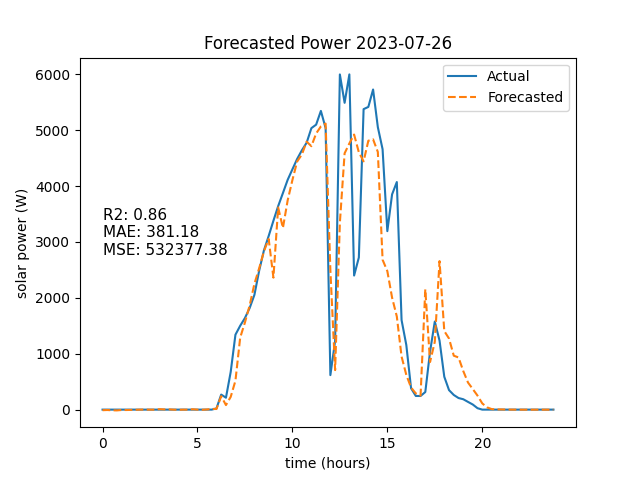 Forecasted Power 2023-07-26
Actual
Forecasted
6000
5000
4000
3000
2000
1000
0
solar power (W)
R2: 0.86
MAE: 381.18
MSE: 532377.38
0 5 10 15 20
time (hours)